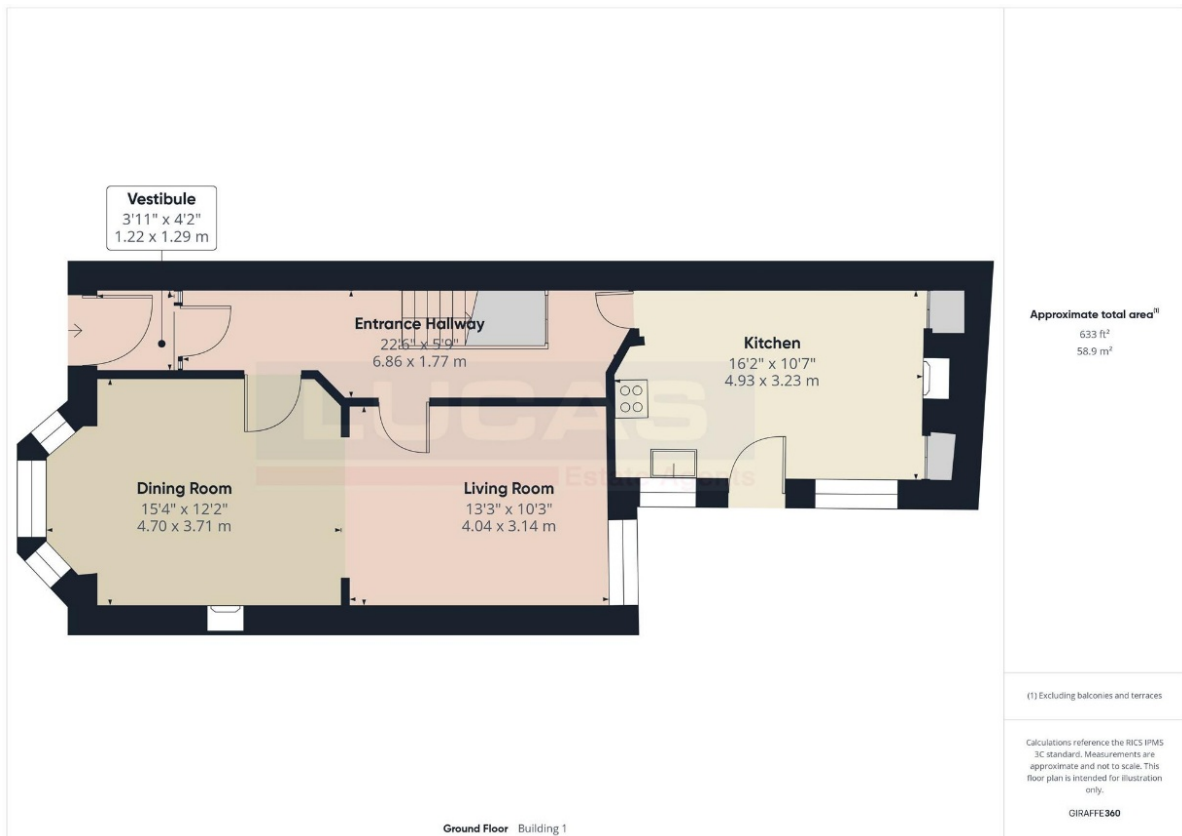 Vestibule
3'11" x 4'2"
1.22 x 1.29 m
Entrance Hallway
22'6" x 5'9"
6.86 x 1.77 m
Kitchen
16'2" x 10'7"
4.93 x 3.23 m
LUCAS
Estate Agents
Dining Room
15'4" x 12'2"
4.70 x 3.71 m
Living Room
13'3" x 10'3"
4.04 x 3.14 m
Ground Floor Building 1
Approximate total area(1)
633 ft²
58.9 m²
(1) Excluding balconies and terraces
Calculations reference the RICS IPMS
3C standard. Measurements are
approximate and not to scale. This
floor plan is intended for illustration
only.
GIRAFFE360